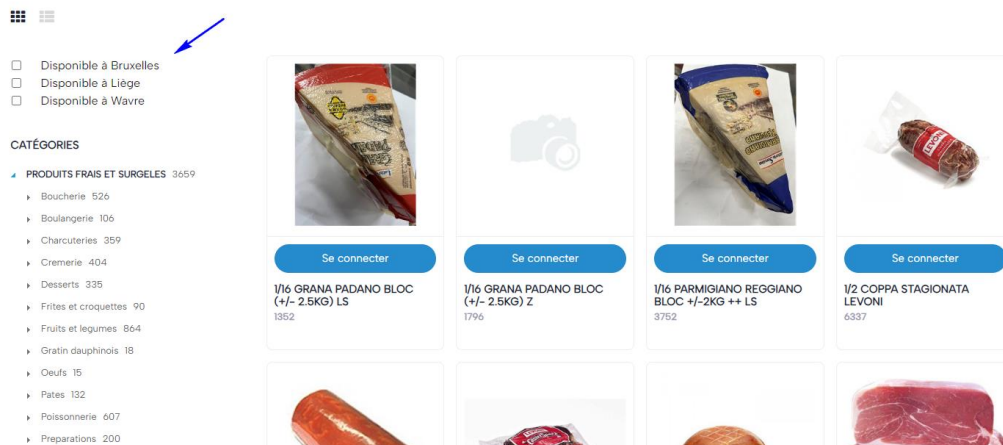 Disponible à Bruxelles
Disponible à Liège
Disponible à Wavre
CATÉGORIES
PRODUITS FRAIS ET SURGELES 3659
Boucherie 526
Boulangerie 106
Charcuteries 359
Cremerie 404
Desserts 335
Frites et croquettes 90
Fruits et legumes 864
Gratin dauphinois 18
Oeufs 15
Pates 132
Poissonnerie 607
Preparations 200
Se connecter
1/16 GRANA PADANO BLOC
(+/- 2.5KG) LS
1352
Se connecter
1/16 GRANA PADANO BLOC
(+/- 2.5KG) Z
1796
Se connecter
1/16 PARMIGIANO REGGIANO
BLOC +/-2KG ++ LS
3752
LEVONI
Se connecter
1/2 COPPA STAGIONATA
LEVONI
6337